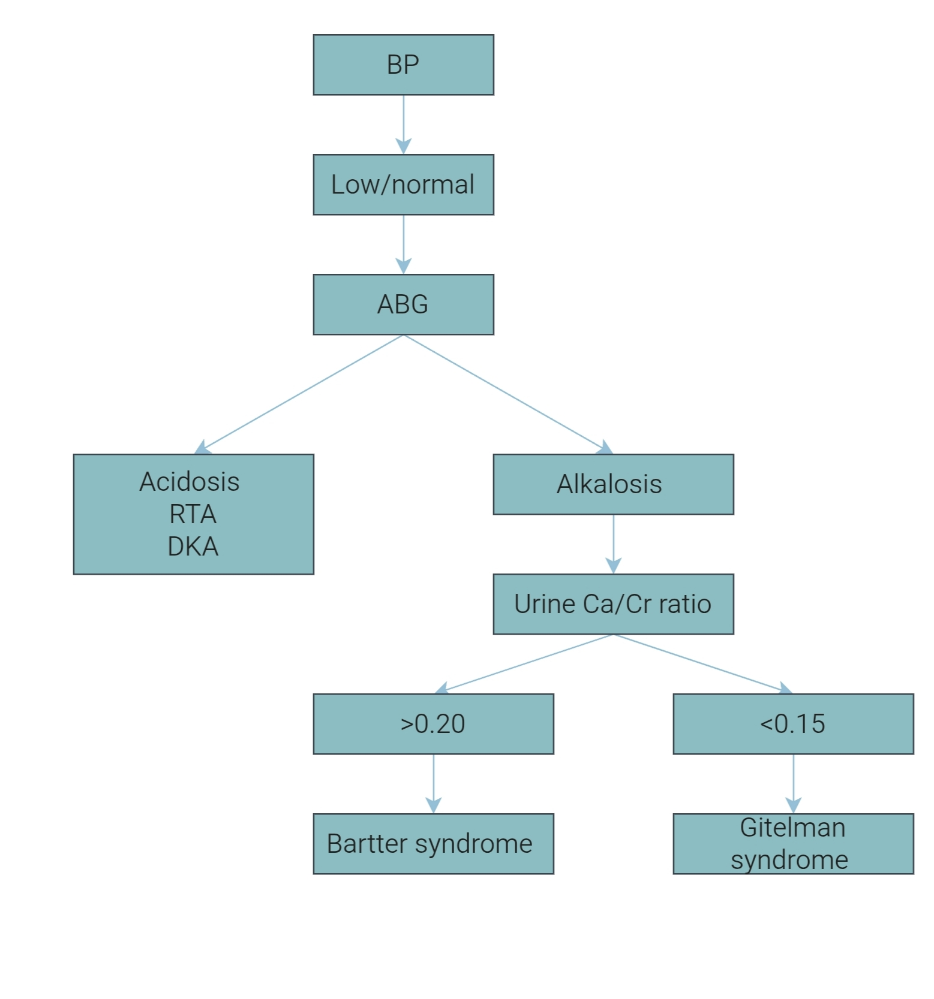 BP
Low/normal
ABG
Acidosis
RTA
DKA
Alkalosis
Urine Ca/Cr ratio
>0.20
<0.15
Bartter syndrome
Gitelman
syndrome